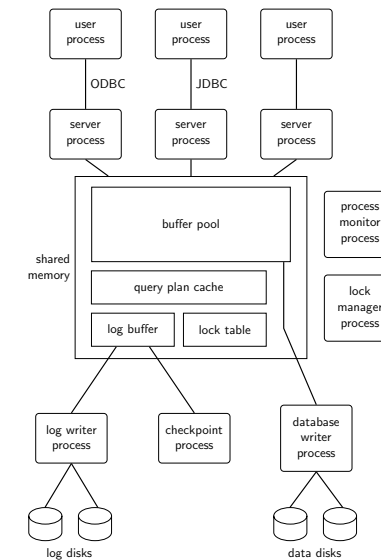 user
process
user
process
user
process
ODBC
JDBC
server
process
server
process
server
process
buffer pool
process
monitor
process
shared
memory
query plan cache
lock
manager
process
log buffer
lock table
log writer
process
checkpoint
process
database
writer
process
log disks
data disks